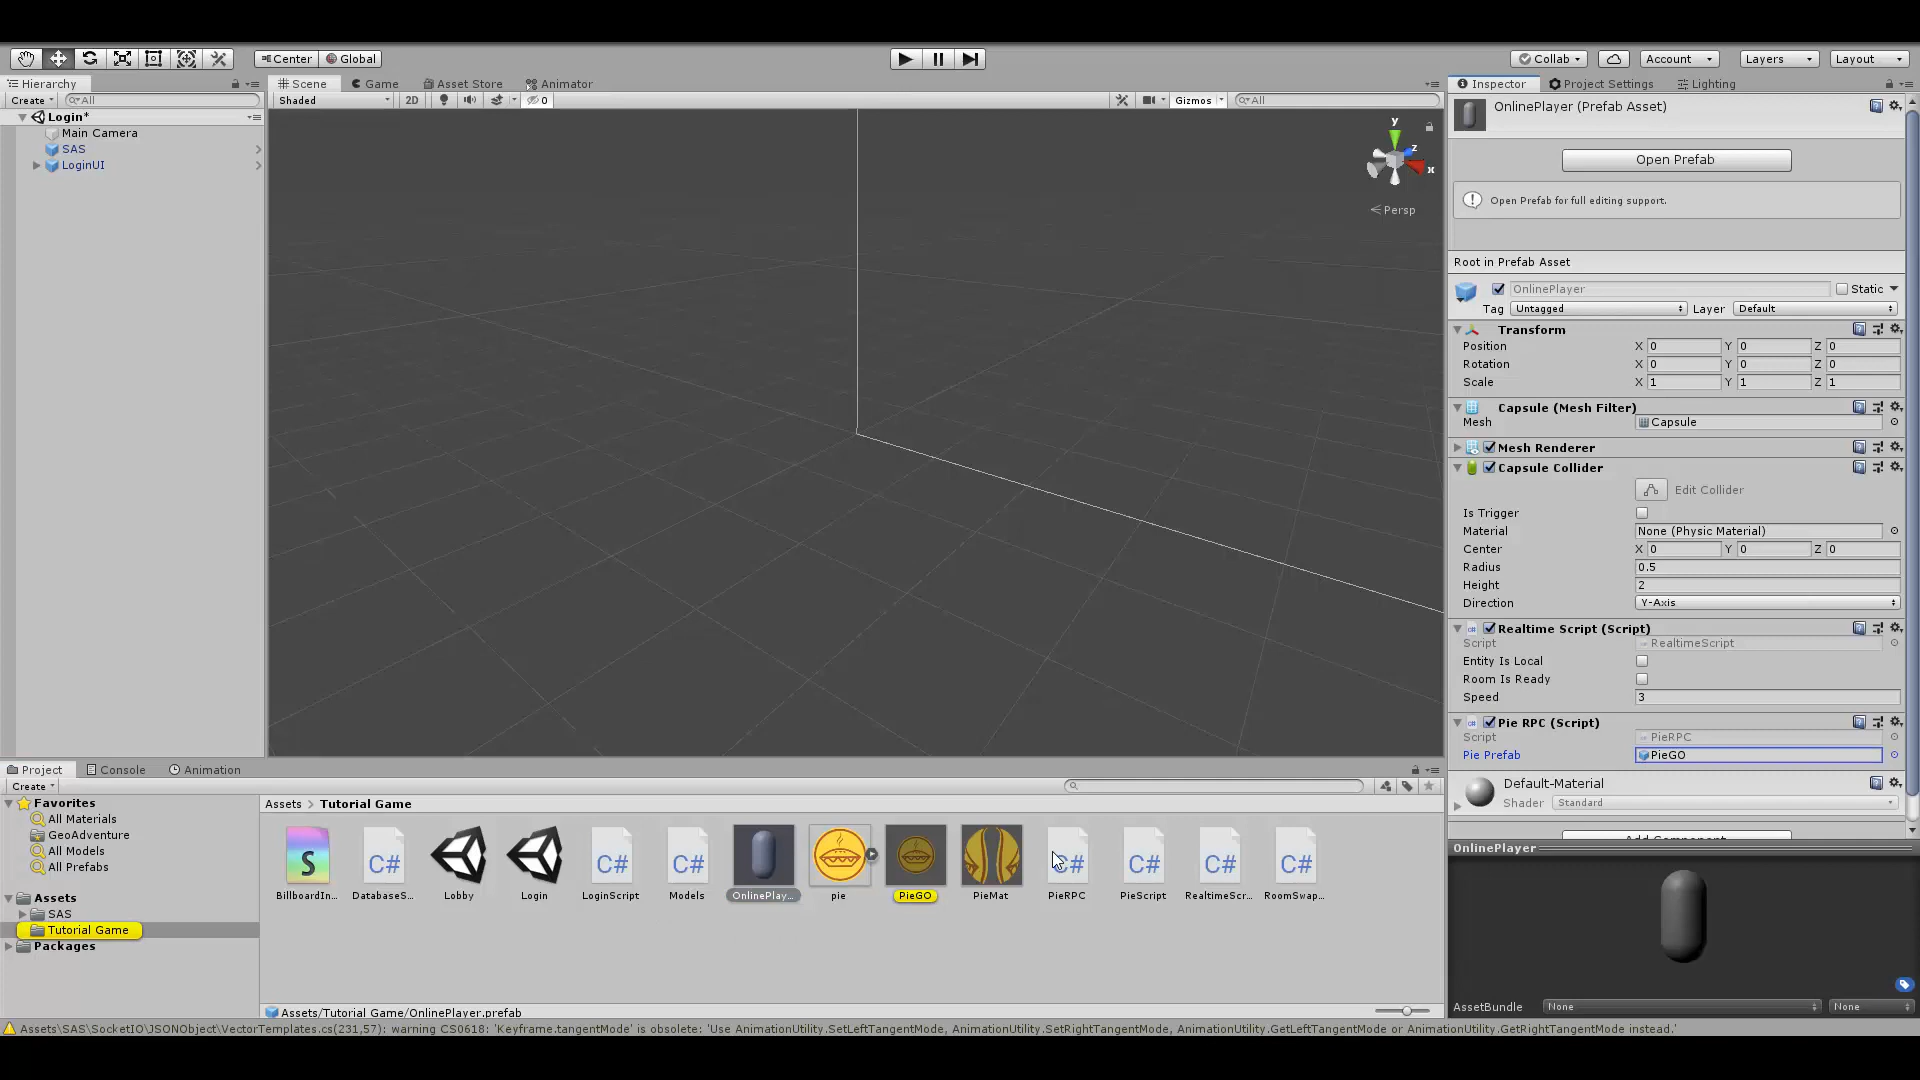 Center
Global
Collab
Account
Layers
Layout
Hierarchy
Create
All
Login*
Main Camera
SAS
LoginUI
Scene
Game
Asset Store
Animator
Shaded
2D
0
Gizmos
All
y
z
x
Persp
Inspector
Project Settings
Lighting
OnlinePlayer (Prefab Asset)
Open Prefab
Open Prefab for full editing support.
Root in Prefab Asset
OnlinePlayer
Static
Tag
Untagged
Layer
Default
Transform
Position X 0 Y 0 Z 0
Rotation X 0 Y 0 Z 0
Scale X 1 Y 1 Z 1
Capsule (Mesh Filter)
Mesh Capsule
Mesh Renderer
Capsule Collider
Edit Collider
Is Trigger
Material None (Physic Material)
Center X 0 Y 0 Z 0
Radius 0.5
Height 2
Direction Y-Axis
Realtime Script (Script)
Script RealtimeScript
Entity Is Local
Room Is Ready
Speed 3
Pie RPC (Script)
Script PieRPC
Pie Prefab PieGO
Default-Material
Shader Standard
OnlinePlayer
AssetBundle None None
Project
Console
Animation
Create
Favorites
All Materials
GeoAdventure
All Models
All Prefabs
Assets
SAS
Tutorial Game
Packages
Assets > Tutorial Game
BillboardIn...
DatabaseS...
Lobby
Login
LoginScript
Models
OnlinePlay...
pie
PieGO
PieMat
PieRPC
PieScript
RealtimeScr...
RoomSwap...
Assets/Tutorial Game/OnlinePlayer.prefab
Assets\SAS\SocketIO\JSONObject\VectorTemplates.cs(231,57): warning CS0618: 'Keyframe.tangentMode' is obsolete: 'Use AnimationUtility.SetLeftTangentMode, AnimationUtility.SetRightTangentMode, AnimationUtility.GetLeftTangentMode or AnimationUtility.GetRightTangentMode instead.'